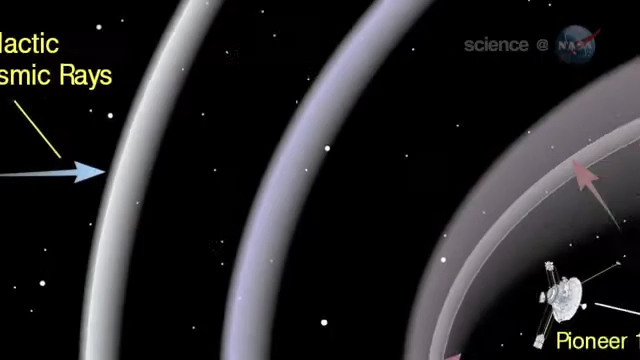 lactic
smic Rays
science @ NASA
Pioneer 1